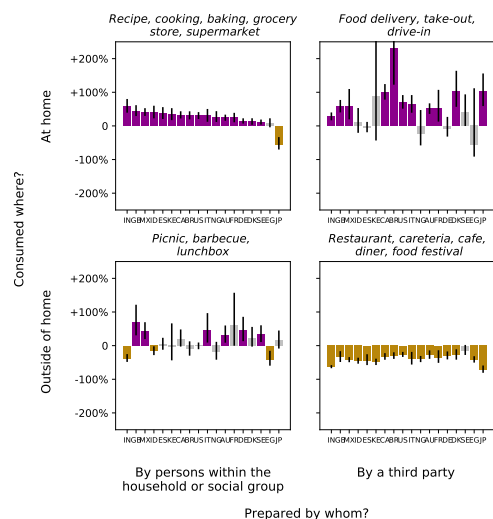 Recipe, cooking, baking, grocery
store, supermarket
Food delivery, take-out,
drive-in
+200%
+100%
0
-100%
-200%
At home
INGBMXIDESKECABRUSITNGAUFRDEDKSEEGJP
INGBMXIDESKECABRUSITNGAUFRDEDKSEEGJP
Consumed where?
Picnic, barbecue,
lunchbox
Restaurant, careteria, cafe,
diner, food festival
+200%
+100%
0
-100%
-200%
Outside of home
INGBMXIDESKECABRUSITNGAUFRDEDKSEEGJP
INGBMXIDESKECABRUSITNGAUFRDEDKSEEGJP
By persons within the
household or social group
By a third party
Prepared by whom?